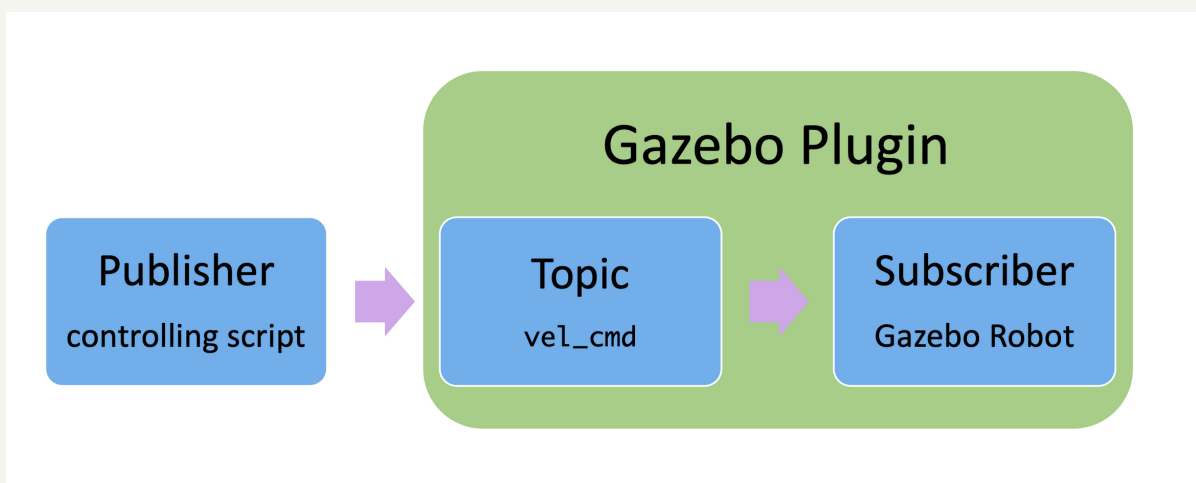 Gazebo Plugin
Publisher
controlling script
Topic
vel_cmd
Subscriber
Gazebo Robot